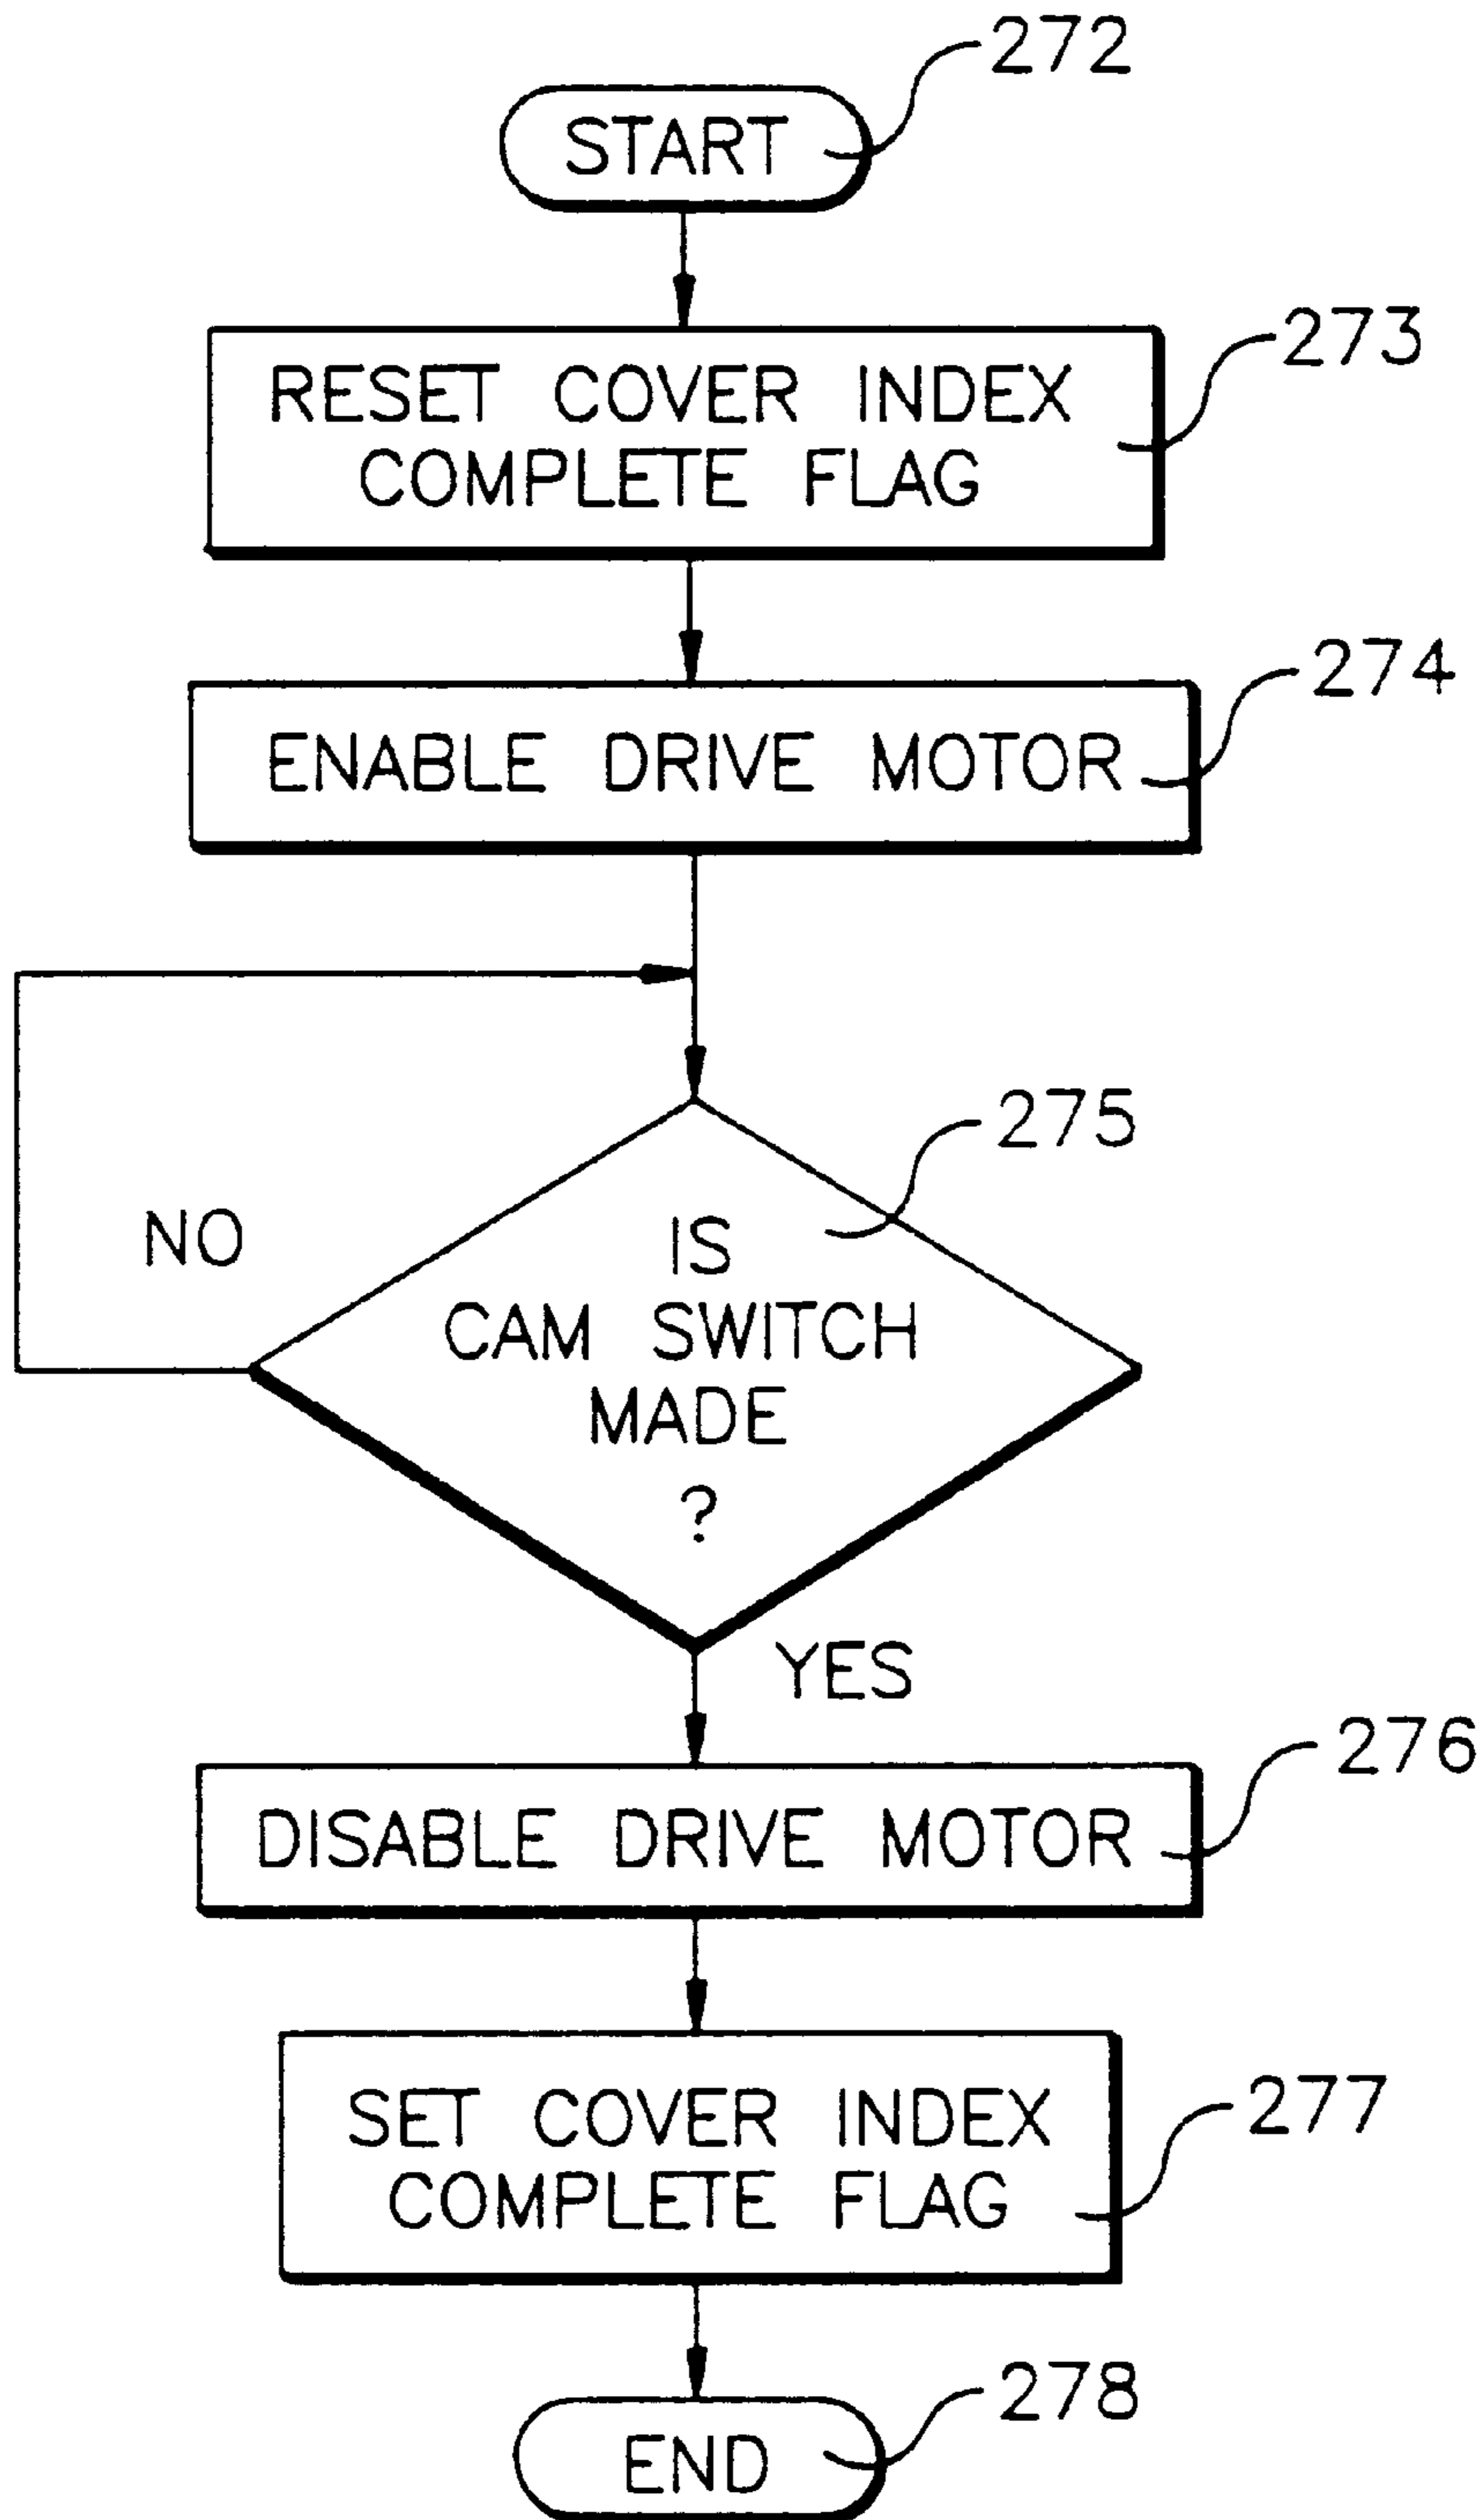 272
START
273
RESET COVER INDEX
COMPLETE FLAG
274
ENABLE DRIVE MOTOR
275
NO
IS
CAM SWITCH
MADE
?
YES
276
DISABLE DRIVE MOTOR
277
SET COVER INDEX
COMPLETE FLAG
278
END